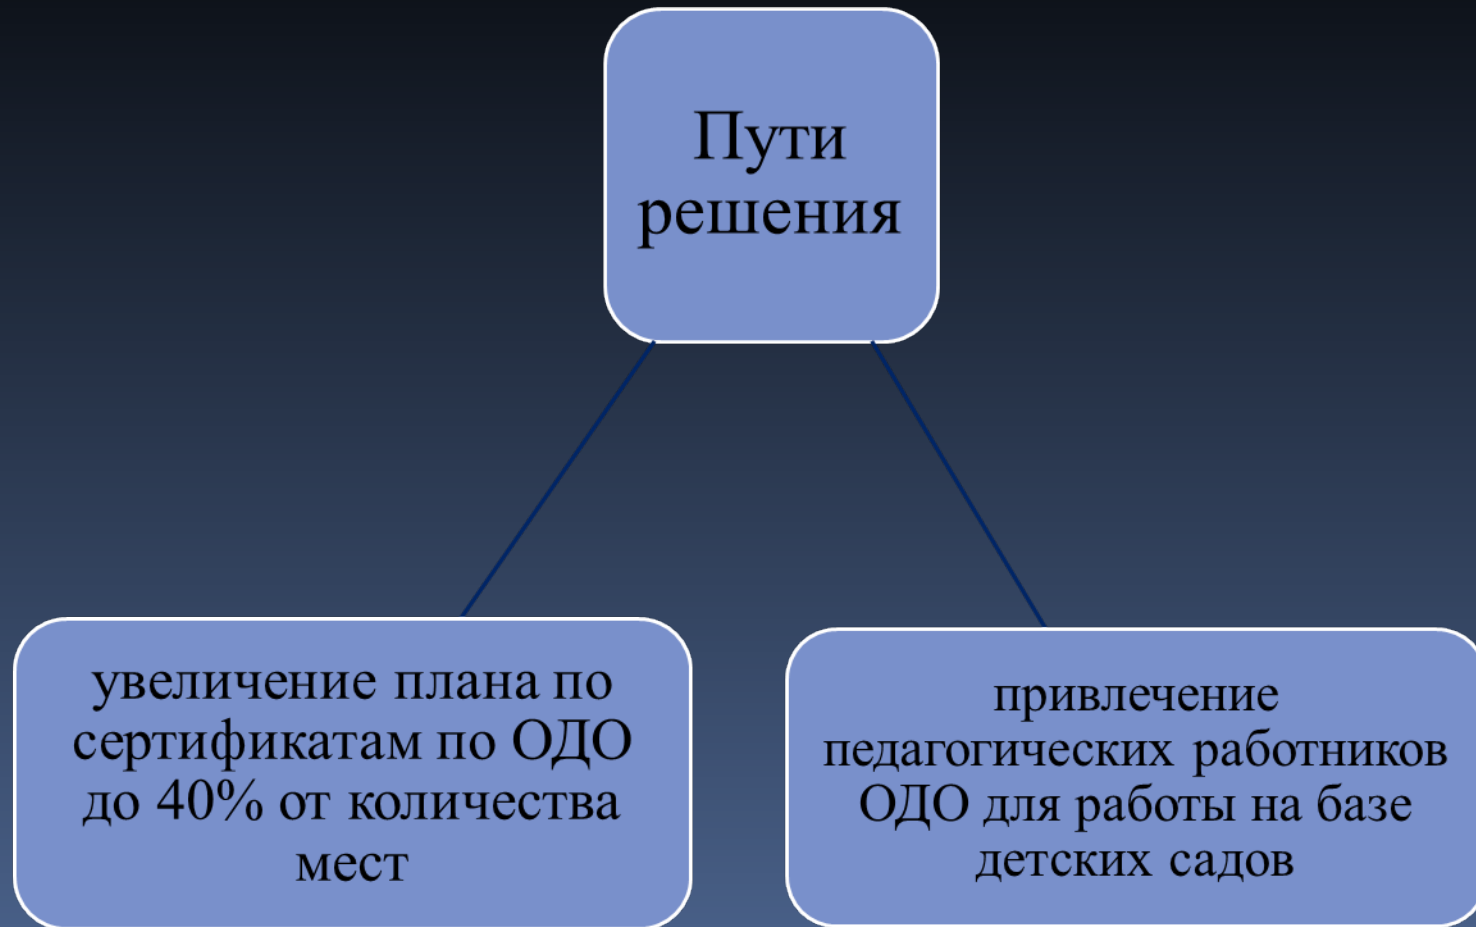 Пути
решения
увеличение плана по
сертификатам по ОДО
до 40% от количества
мест
привлечение
педагогических работников
ОДО для работы на базе
детских садов